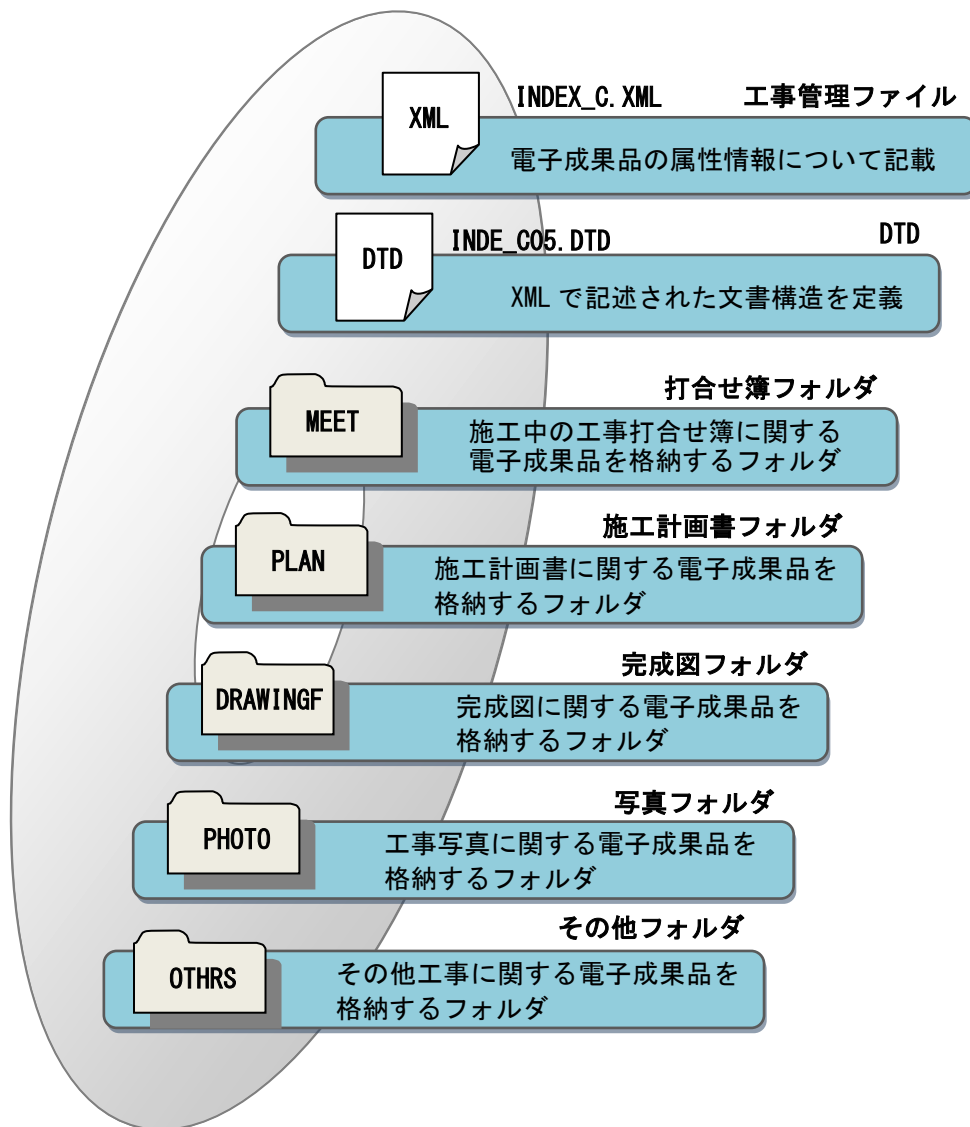 XML
INDEX_C.XML 工事管理ファイル
電子成果品の属性情報について記載
DTD
INDE_C05.DTD DTD
XMLで記述された文書構造を定義
打合せ簿フォルダ
MEET
施工中の工事打合せ簿に関する
電子成果品を格納するフォルダ
施工計画書フォルダ
PLAN
施工計画書に関する電子成果品を
格納するフォルダ
完成図フォルダ
DRAWINGF
完成図に関する電子成果品を
格納するフォルダ
写真フォルダ
PHOTO
工事写真に関する電子成果品を
格納するフォルダ
その他フォルダ
OTHRS
その他工事に関する電子成果品を
格納するフォルダ